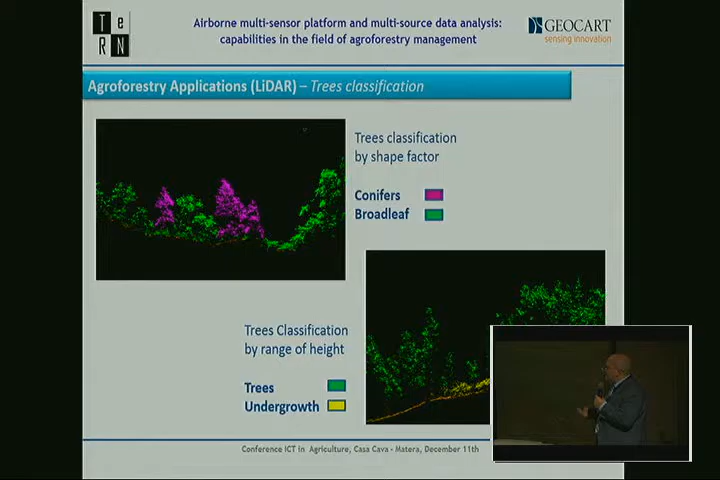 Te
RN
Airborne multi-sensor platform and multi-source data analysis:
capabilities in the field of agroforestry management
GEOCART
sensing innovation
Agroforestry Applications (LiDAR) – Trees classification
Trees classification
by shape factor
Conifers
Broadleaf
Trees Classification
by range of height
Trees
Undergrowth
Conference ICT in Agriculture, Casa Cava - Matera, December 11th